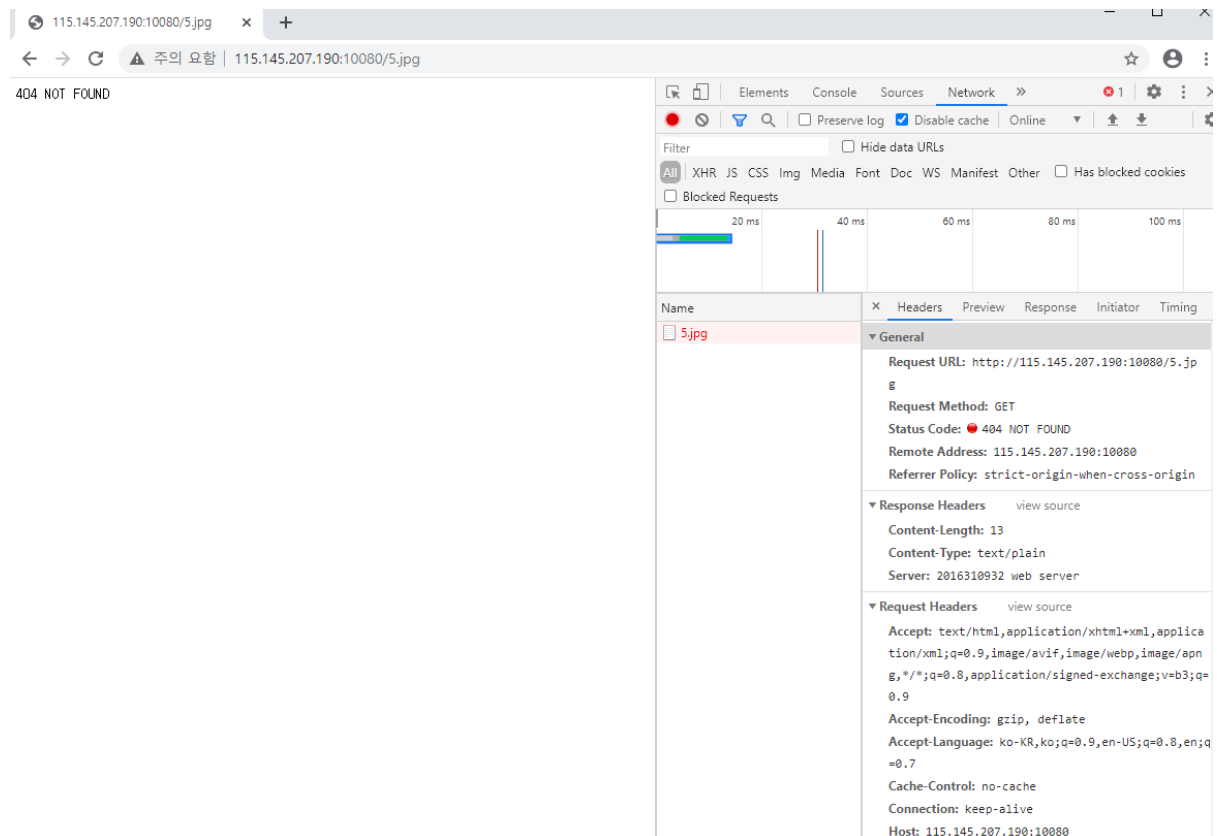 115.145.207.190:10080/5.jpg
주의 요함 | 115.145.207.190:10080/5.jpg
404 NOT FOUND
Elements Console Sources Network » 1
Preserve log Disable cache Online
Filter Hide data URLs
All XHR JS CSS Img Media Font Doc WS Manifest Other Has blocked cookies
Blocked Requests
20 ms 40 ms 60 ms 80 ms 100 ms
Name
5.jpg
× Headers Preview Response Initiator Timing
General
Request URL: http://115.145.207.190:10080/5.jp
g
Request Method: GET
Status Code: 404 NOT FOUND
Remote Address: 115.145.207.190:10080
Referrer Policy: strict-origin-when-cross-origin
Response Headers view source
Content-Length: 13
Content-Type: text/plain
Server: 2016310932 web server
Request Headers view source
Accept: text/html,application/xhtml+xml,applica
tion/xml;q=0.9,image/avif,image/webp,image/apn
g,*/*;q=0.8,application/signed-exchange;v=b3;q=
0.9
Accept-Encoding: gzip, deflate
Accept-Language: ko-KR,ko;q=0.9,en-US;q=0.8,en;q
=0.7
Cache-Control: no-cache
Connection: keep-alive
Host: 115.145.207.190:10080